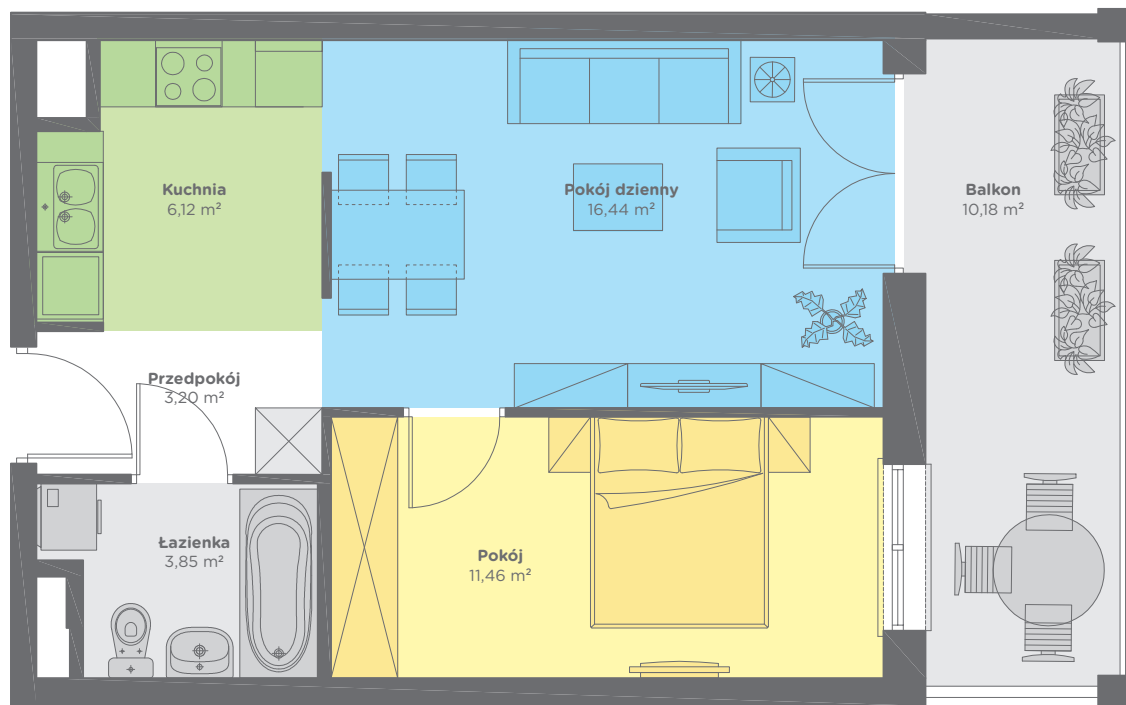 Kuchnia
6,12 m²
Pokój dzienny
16,44 m²
Balkon
10,18 m²
Przedpokój
3,20 m²
Łazienka
3,85 m²
Pokój
11,46 m²